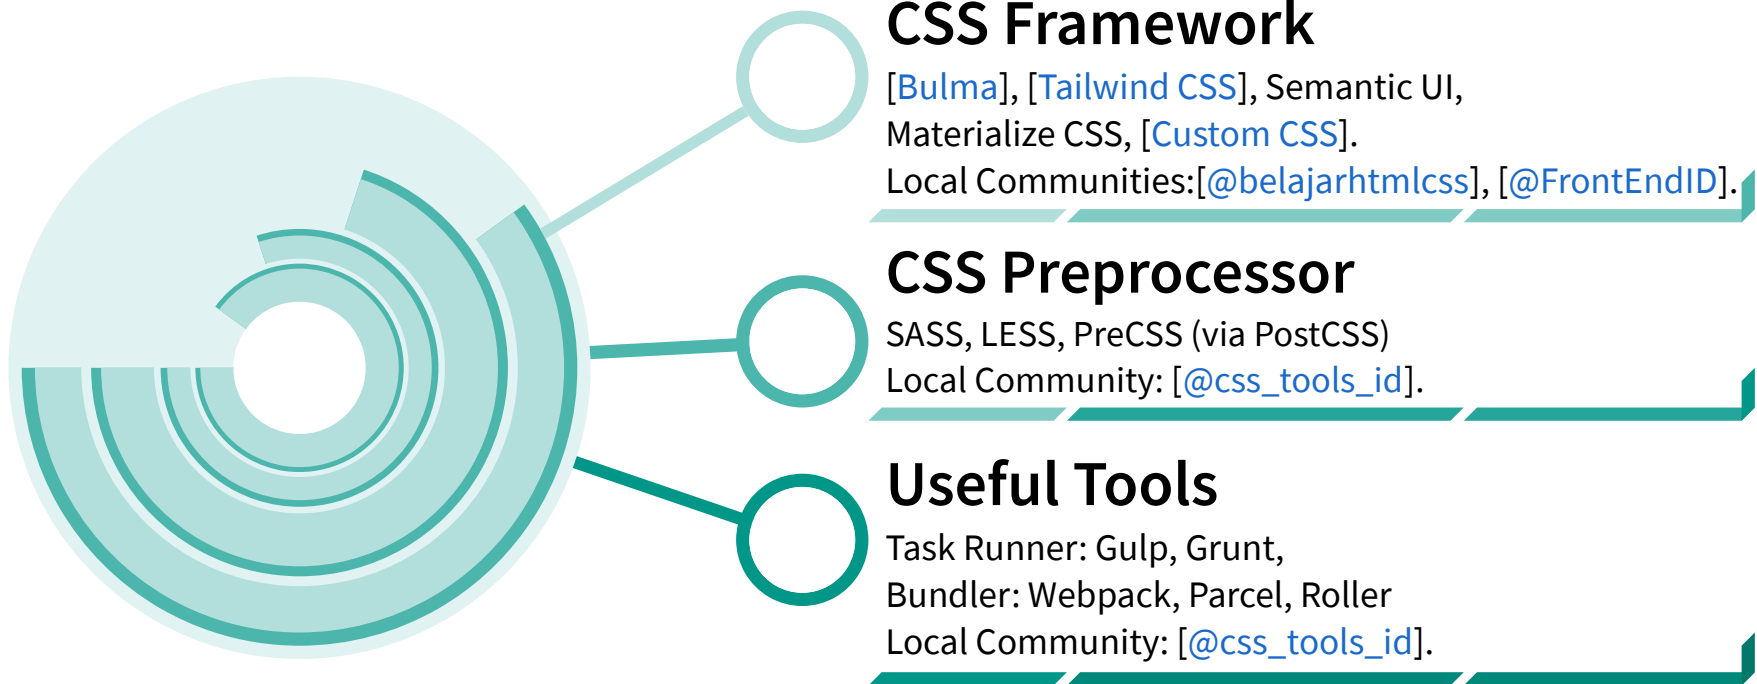 CSS Framework
[Bulma], [Tailwind CSS], Semantic UI,
Materialize CSS, [Custom CSS].
Local Communities:[@belajarhtmlcss], [@FrontEndID].
CSS Preprocessor
SASS, LESS, PreCSS (via PostCSS)
Local Community: [@css_tools_id].
Useful Tools
Task Runner: Gulp, Grunt,
Bundler: Webpack, Parcel, Roller
Local Community: [@css_tools_id].